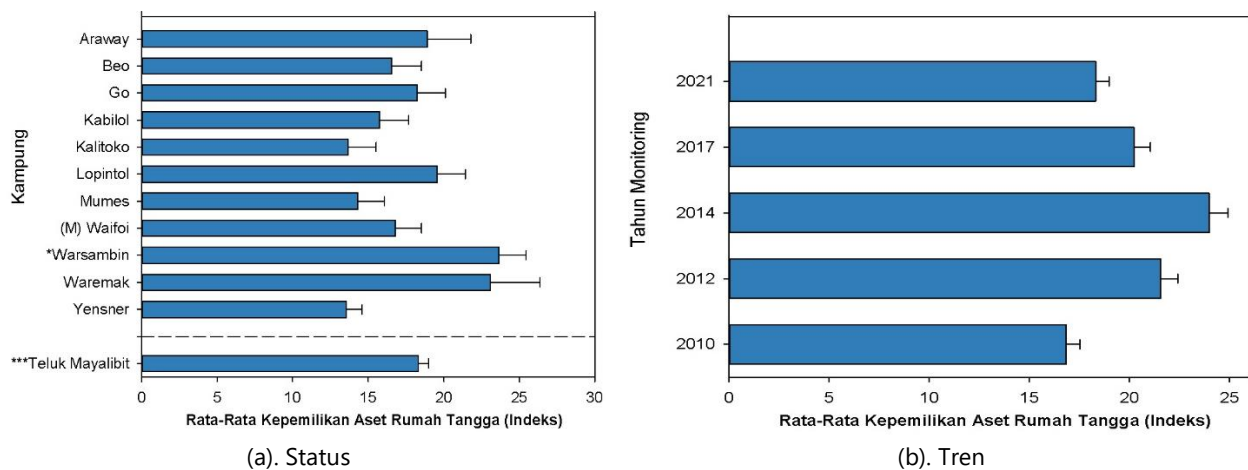 Kampung
Araway
Beo
Go
Kabilol
Kalitoko
Lopintol
Mumes
(M) Waifoi
*Warsambin
Waremak
Yensner
***Teluk Mayalibit
0 5 10 15 20 25 30
Rata-Rata Kepemilikan Aset Rumah Tangga (Indeks)
(a). Status
Tahun Monitoring
2021
2017
2014
2012
2010
0 5 10 15 20 25
Rata-Rata Kepemilikan Aset Rumah Tangga (Indeks)
(b). Tren